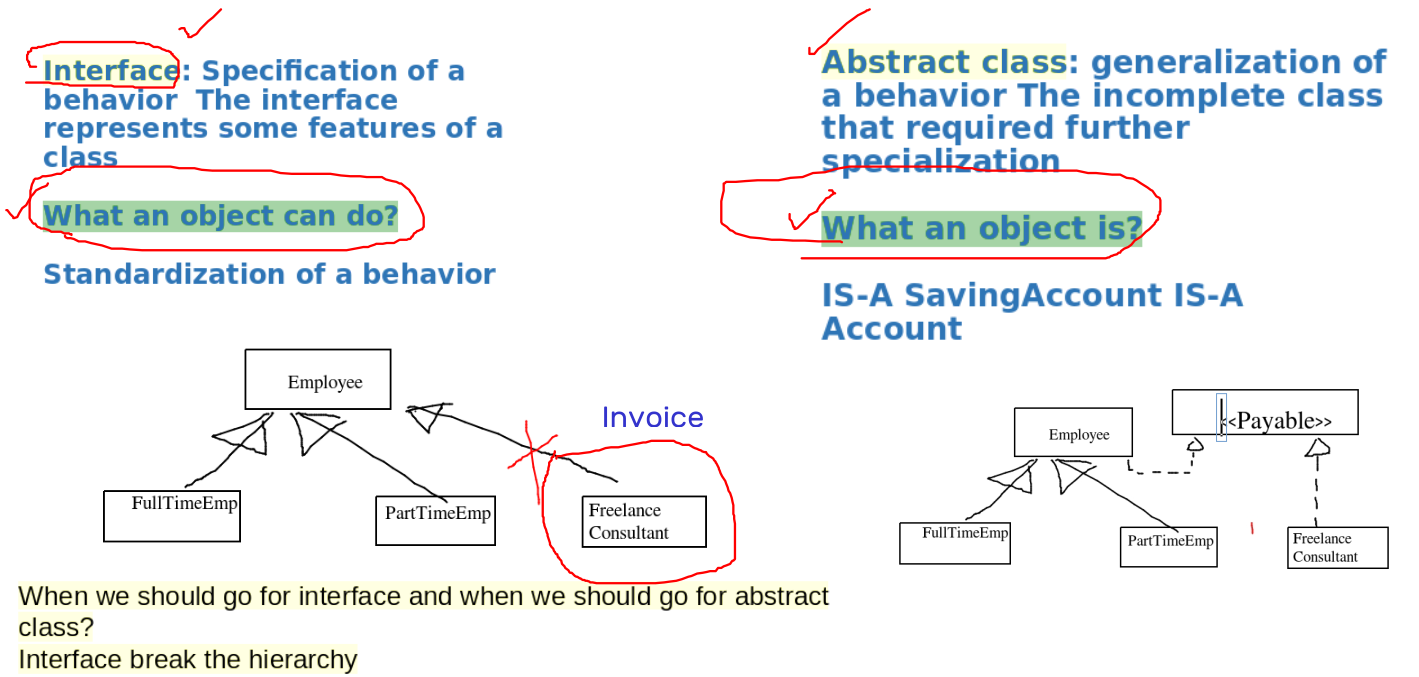 Interface: Specification of a
behavior  The interface
represents some features of a
class
What an object can do?
Standardization of a behavior
Abstract class: generalization of
a behavior The incomplete class
that required further
specialization
What an object is?
IS-A SavingAccount IS-A
Account
Employee
Invoice
FullTimeEmp
PartTimeEmp
Freelance
Consultant
<<Payable>>
Employee
FullTimeEmp
PartTimeEmp
Freelance
Consultant
When we should go for interface and when we should go for abstract
class?
Interface break the hierarchy